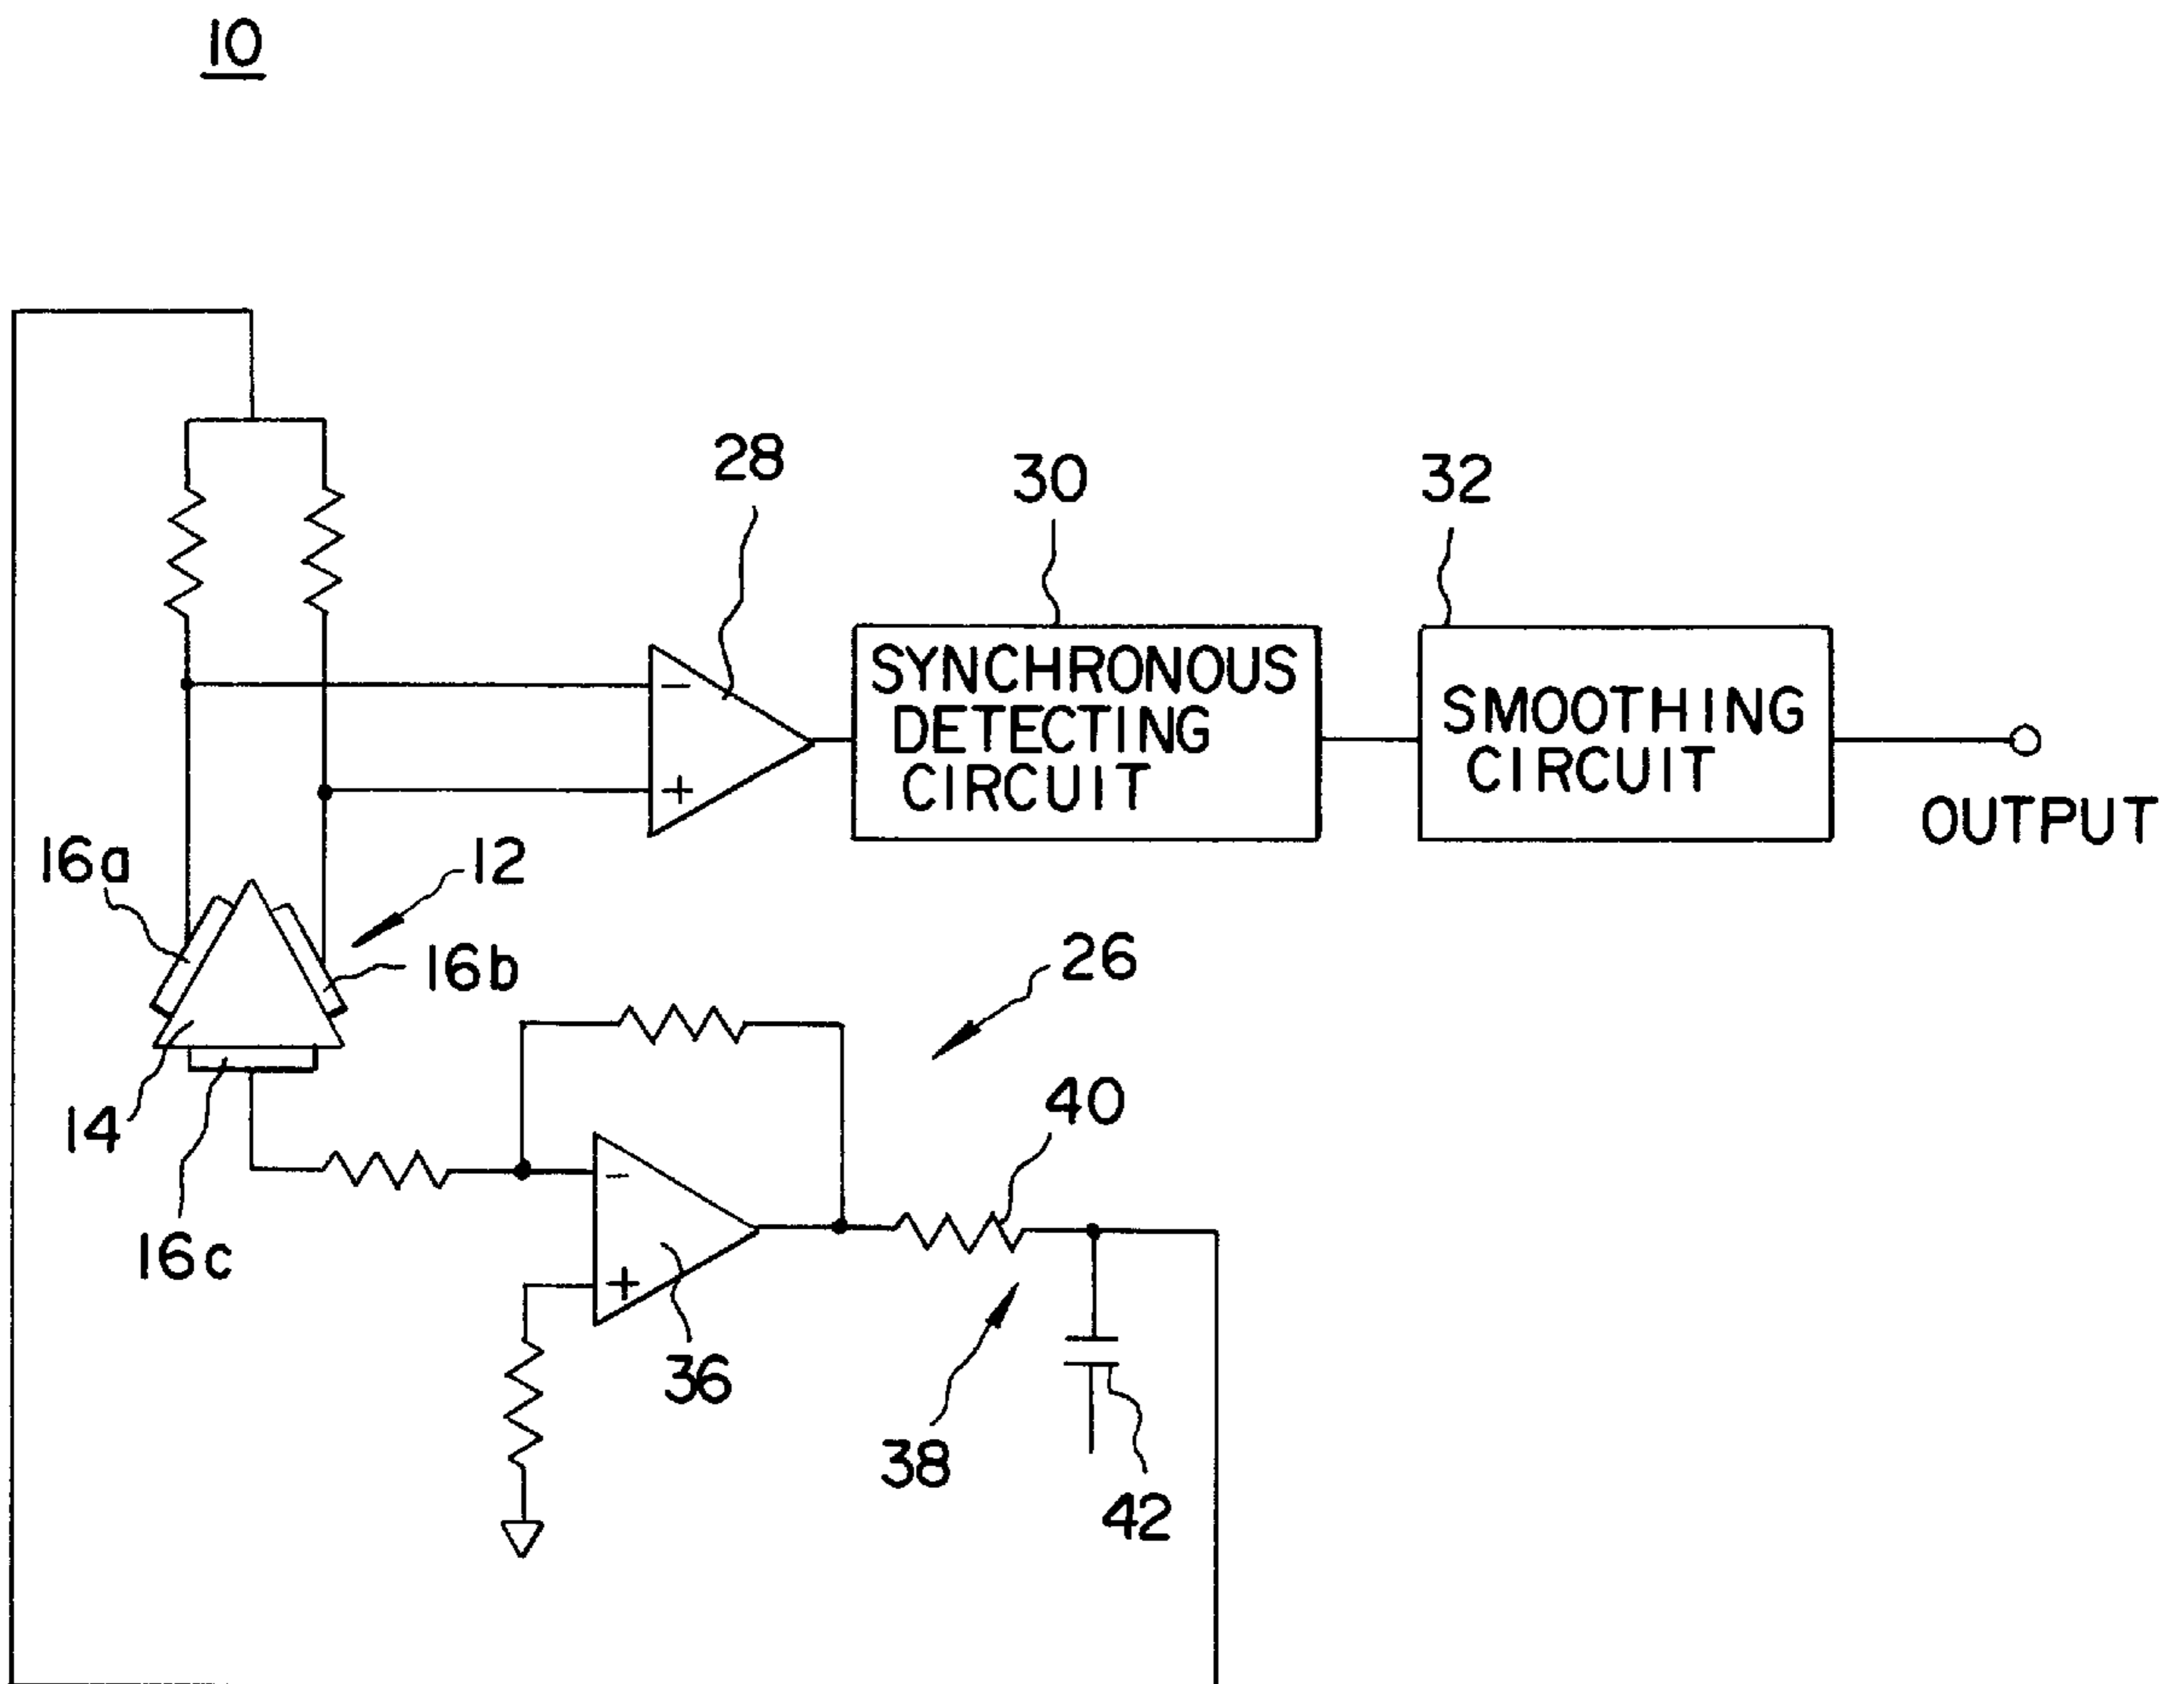 10
28
30
32
SYNCHRONOUS
DETECTING
CIRCUIT
SMOOTHING
CIRCUIT
OUTPUT
−
+
16a
12
16b
26
14
40
16c
−
+
36
38
42